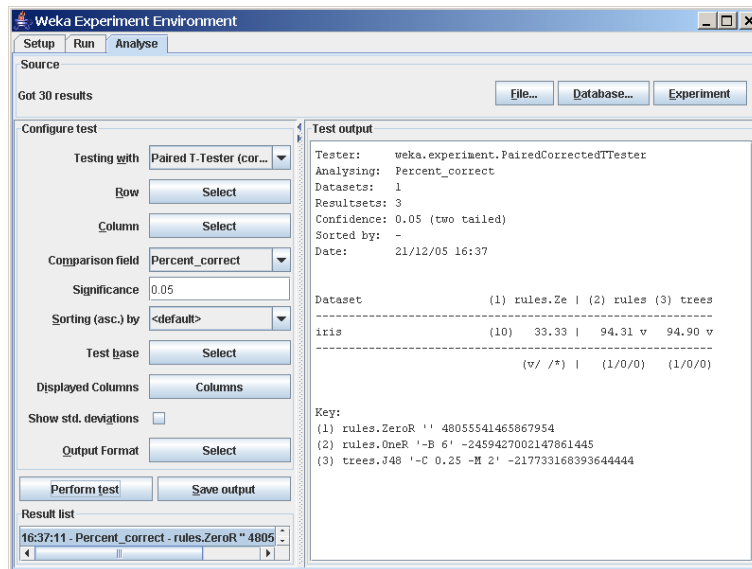 Weka Experiment Environment
Setup Run Analyse
Source
Got 30 results
File... Database... Experiment
Configure test
Testing with Paired T-Tester (cor...
Row Select
Column Select
Comparison field Percent_correct
Significance 0.05
Sorting (asc.) by <default>
Test base Select
Displayed Columns Columns
Show std. deviations
Output Format Select
Perform test Save output
Result list
16:37:11 - Percent_correct - rules.ZeroR '' 4805
Test output
Tester: weka.experiment.PairedCorrectedTTester
Analysing: Percent_correct
Datasets: 1
Resultsets: 3
Confidence: 0.05 (two tailed)
Sorted by: -
Date: 21/12/05 16:37
Dataset (1) rules.Ze | (2) rules (3) trees
--------------------------------------------------------------
iris (10) 33.33 | 94.31 v 94.90 v
--------------------------------------------------------------
(v/ /*) | (1/0/0) (1/0/0)
Key:
(1) rules.ZeroR '' 48055541465867954
(2) rules.OneR '-B 6' -2459427002147861445
(3) trees.J48 '-C 0.25 -M 2' -217733168393644444